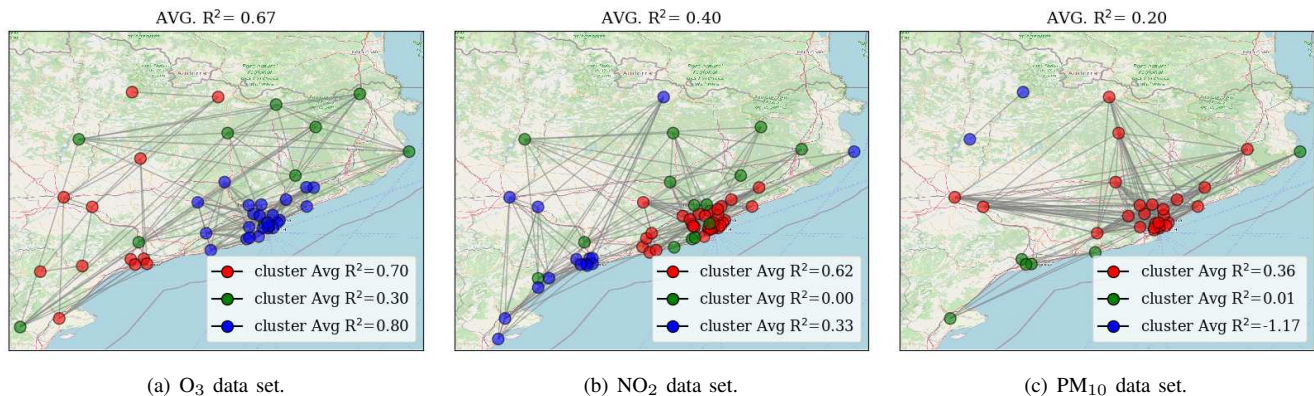 AVG. R²= 0.67
Andorra
cluster Avg R²=0.70
cluster Avg R²=0.30
cluster Avg R²=0.80
(a) O₃ data set.
AVG. R²= 0.40
Andorra
cluster Avg R²=0.62
cluster Avg R²=0.00
cluster Avg R²=0.33
(b) NO₂ data set.
AVG. R²= 0.20
Andorra
cluster Avg R²=0.36
cluster Avg R²=0.01
cluster Avg R²=-1.17
(c) PM₁₀ data set.